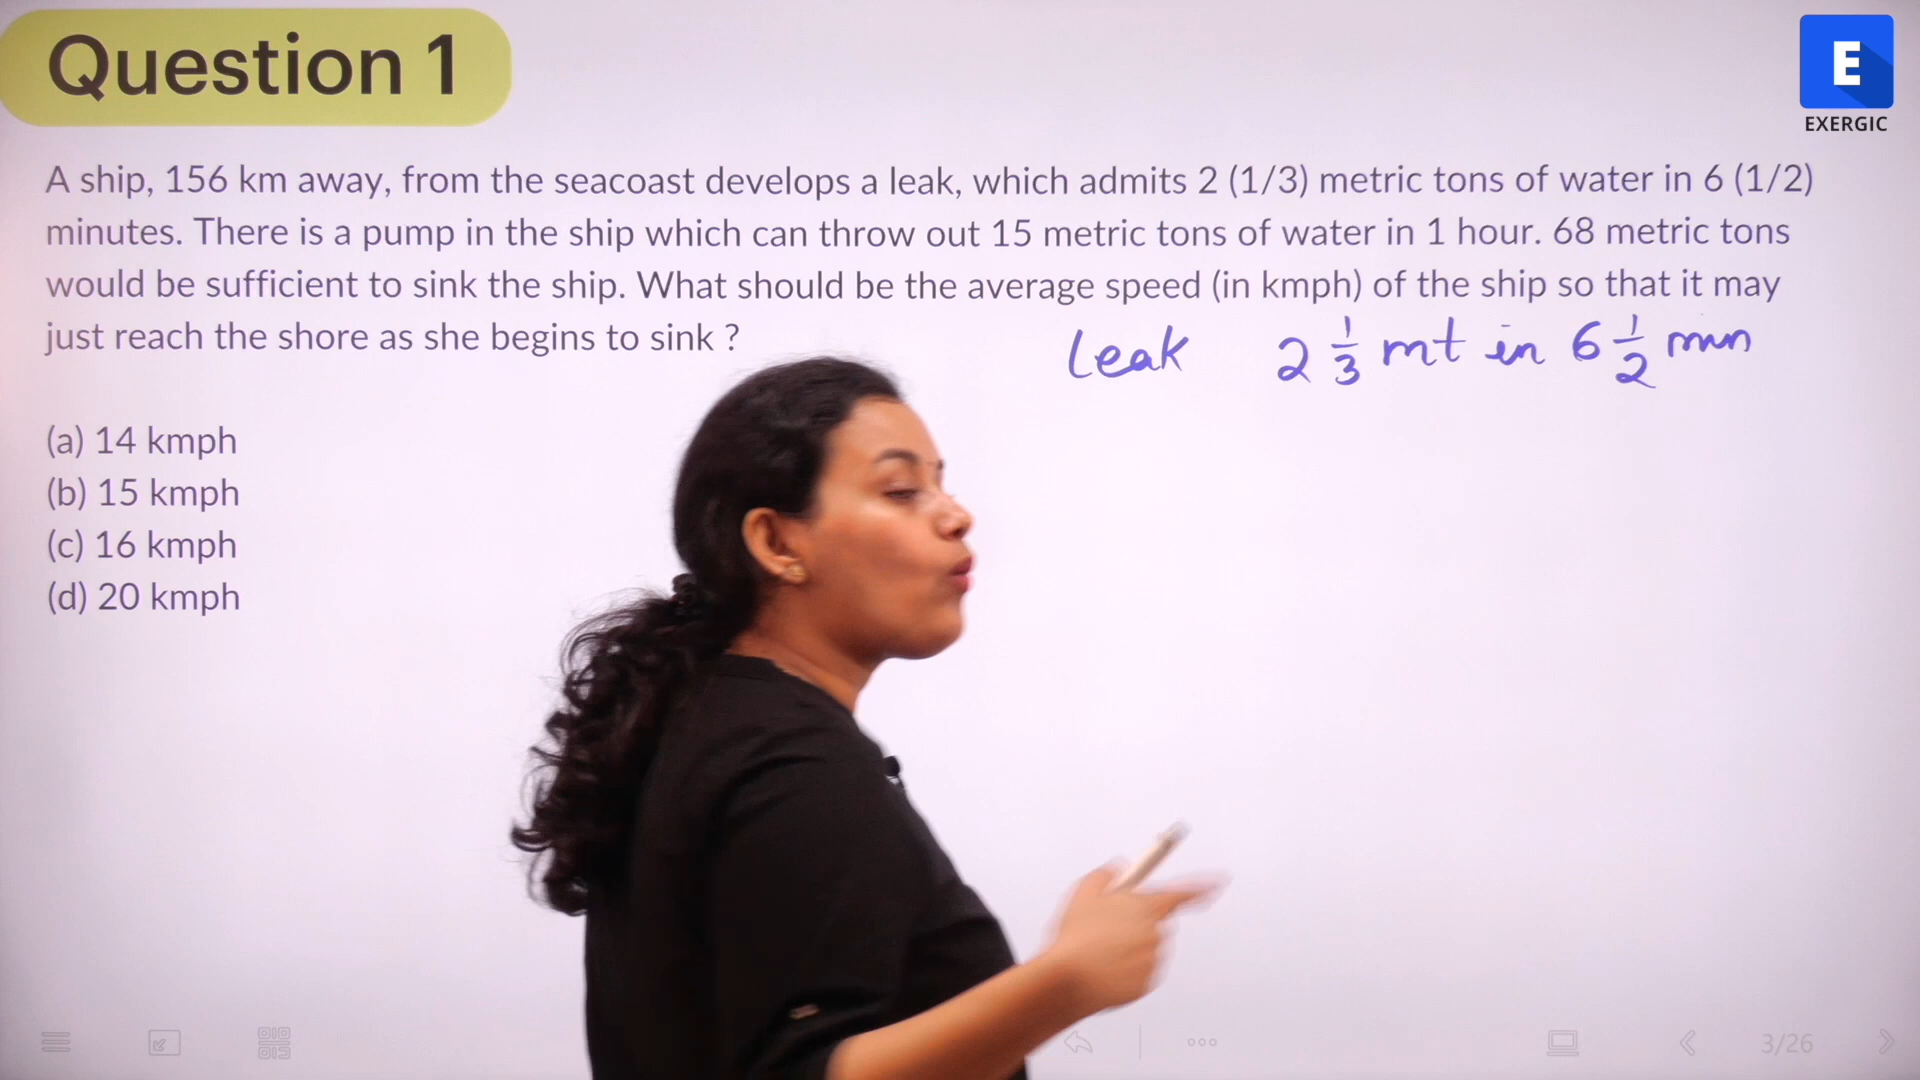 Question 1
E
EXERGIC
A ship, 156 km away, from the seacoast develops a leak, which admits 2 (1/3) metric tons of water in 6 (1/2)
minutes. There is a pump in the ship which can throw out 15 metric tons of water in 1 hour. 68 metric tons
would be sufficient to sink the ship. What should be the average speed (in kmph) of the ship so that it may
just reach the shore as she begins to sink ?
Leak 2 1/3 mt in 6 1/2 min
(a) 14 kmph
(b) 15 kmph
(c) 16 kmph
(d) 20 kmph
3/26